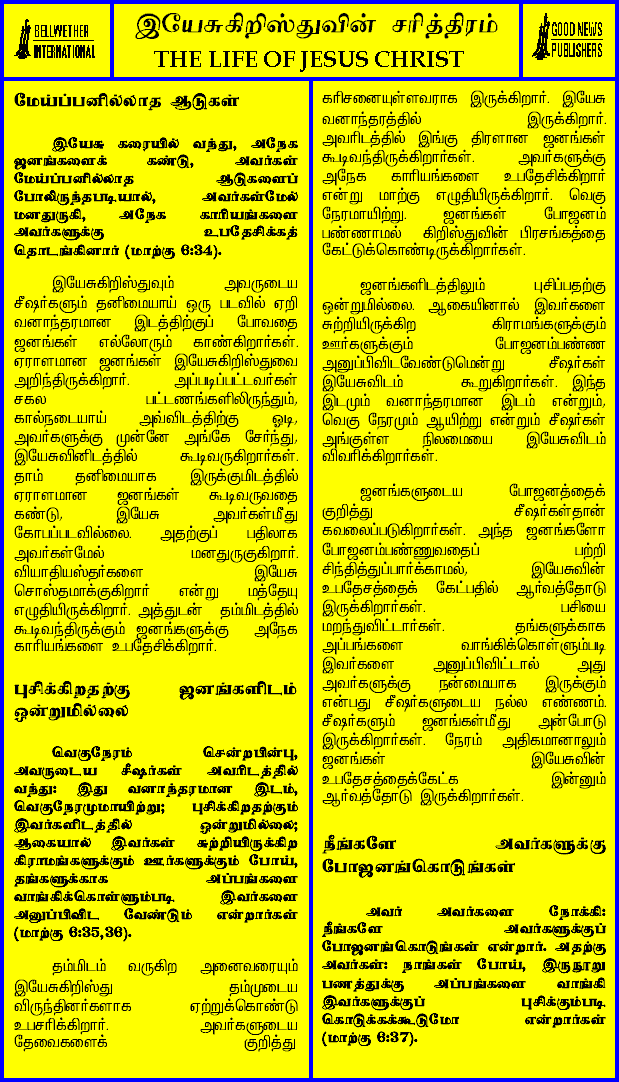 BELLWETHER
INTERNATIONAL
இயேசுகிறிஸ்துவின் சரித்திரம்
THE LIFE OF JESUS CHRIST
GOOD NEWS
PUBLISHERS
மேய்ப்பனில்லாத ஆடுகள்
இயேசு கரையில் வந்து, அநேக
ஜனங்களைக் கண்டு, அவர்கள்
மேய்ப்பனில்லாத ஆடுகளைப்
போலிருந்தபடியால், அவர்கள்மேல்
மனதுருகி, அநேக காரியங்களை
அவர்களுக்கு உபதேசிக்கத்
தொடங்கினார் (மாற்கு 6:34).
இயேசுகிறிஸ்துவும் அவருடைய
சீஷர்களும் தனிமையாய் ஒரு படவில் ஏறி
வனாந்தரமான இடத்திற்குப் போவதை
ஜனங்கள் எல்லோரும் காண்கிறார்கள்.
ஏராளமான ஜனங்கள் இயேசுகிறிஸ்துவை
அறிந்திருக்கிறார். அப்படிப்பட்டவர்கள்
சகல பட்டணங்களிலிருந்தும்,
கால்நடையாய் அவ்விடத்திற்கு ஓடி,
அவர்களுக்கு முன்னே அங்கே சேர்ந்து,
இயேசுவினிடத்தில் கூடிவருகிறார்கள்.
தாம் தனிமையாக இருக்குமிடத்தில்
ஏராளமான ஜனங்கள் கூடிவருவதை
கண்டு, இயேசு அவர்கள்மீது
கோபப்படவில்லை. அதற்குப் பதிலாக
அவர்கள்மேல் மனதுருகுகிறார்.
வியாதியஸ்தர்களை இயேசு
சொஸ்தமாக்குகிறார் என்று மத்தேயு
எழுதியிருக்கிறார். அத்துடன் தம்மிடத்தில்
கூடிவந்திருக்கும் ஜனங்களுக்கு அநேக
காரியங்களை உபதேசிக்கிறார்.
புசிக்கிறதற்கு ஜனங்களிடம்
ஒன்றுமில்லை
வெகுநேரம் சென்றபின்பு,
அவருடைய சீஷர்கள் அவரிடத்தில்
வந்து: இது வனாந்தரமான இடம்,
வெகுநேரமுமாயிற்று; புசிக்கிறதற்கும்
இவர்களிடத்தில் ஒன்றுமில்லை;
ஆகையால் இவர்கள் சுற்றியிருக்கிற
கிராமங்களுக்கும் ஊர்களுக்கும் போய்,
தங்களுக்காக அப்பங்களை
வாங்கிக்கொள்ளும்படி இவர்களை
அனுப்பிவிட வேண்டும் என்றார்கள்
(மாற்கு 6:35,36).
தம்மிடம் வருகிற அனைவரையும்
இயேசுகிறிஸ்து தம்முடைய
விருந்தினர்களாக ஏற்றுக்கொண்டு
உபசரிக்கிறார். அவர்களுடைய
தேவைகளைக் குறித்து
கரிசனையுள்ளவராக இருக்கிறார். இயேசு
வனாந்தரத்தில் இருக்கிறார்.
அவரிடத்தில் இங்கு திரளான ஜனங்கள்
கூடிவந்திருக்கிறார்கள். அவர்களுக்கு
அநேக காரியங்களை உபதேசிக்கிறார்
என்று மாற்கு எழுதியிருக்கிறார். வெகு
நேரமாயிற்று. ஜனங்கள் போஜனம்
பண்ணாமல் கிறிஸ்துவின் பிரசங்கத்தை
கேட்டுக்கொண்டிருக்கிறார்கள்.
ஜனங்களிடத்திலும் புசிப்பதற்கு
ஒன்றுமில்லை. ஆகையினால் இவர்களை
சுற்றியிருக்கிற கிராமங்களுக்கும்
ஊர்களுக்கும் போஜனம்பண்ண
அனுப்பிவிடவேண்டுமென்று சீஷர்கள்
இயேசுவிடம் கூறுகிறார்கள். இந்த
இடமும் வனாந்தரமான இடம் என்றும்,
வெகு நேரமும் ஆயிற்று என்றும் சீஷர்கள்
அங்குள்ள நிலமையை இயேசுவிடம்
விவரிக்கிறார்கள்.
ஜனங்களுடைய போஜனத்தைக்
குறித்து சீஷர்கள்தான்
கவலைப்படுகிறார்கள். அந்த ஜனங்களோ
போஜனம்பண்ணுவதைப் பற்றி
சிந்தித்துப்பார்க்காமல், இயேசுவின்
உபதேசத்தைக் கேட்பதில் ஆர்வத்தோடு
இருக்கிறார்கள். பசியை
மறந்துவிட்டார்கள். தங்களுக்காக
அப்பங்களை வாங்கிக்கொள்ளும்படி
இவர்களை அனுப்பிவிட்டால் அது
அவர்களுக்கு நன்மையாக இருக்கும்
என்பது சீஷர்களுடைய நல்ல எண்ணம்.
சீஷர்களும் ஜனங்கள்மீது அன்போடு
இருக்கிறார்கள். நேரம் அதிகமானாலும்
ஜனங்கள் இயேசுவின்
உபதேசத்தைக்கேட்க இன்னும்
ஆர்வத்தோடு இருக்கிறார்கள்.
நீங்களே அவர்களுக்கு
போஜனங்கொடுங்கள்
அவர் அவர்களை நோக்கி:
நீங்களே அவர்களுக்குப்
போஜனங்கொடுங்கள் என்றார். அதற்கு
அவர்கள்: நாங்கள் போய், இருநூறு
பணத்துக்கு அப்பங்களை வாங்கி
இவர்களுக்குப் புசிக்கும்படி
கொடுக்கக்கூடுமோ என்றார்கள்
(மாற்கு 6:37).